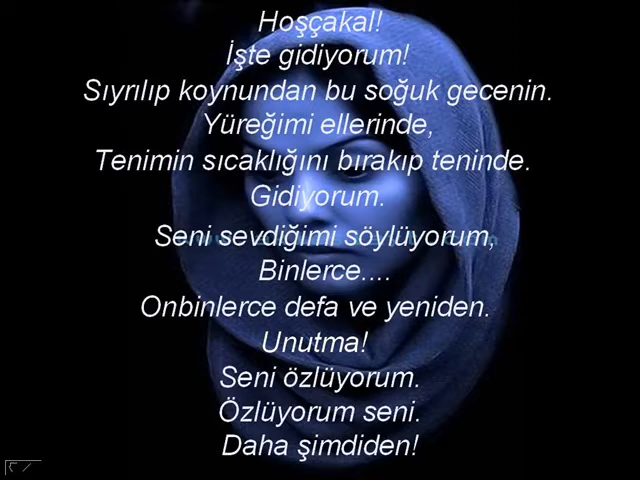 Hoşçakal!
İşte gidiyorum!
Sıyrılıp koynundan bu soğuk gecenin.
Yüreğimi ellerinde,
Tenimin sıcaklığını bırakıp teninde.
Gidiyorum.
Seni sevdiğimi söylüyorum,
Binlerce....
Onbinlerce defa ve yeniden.
Unutma!
Seni özlüyorum.
Özlüyorum seni.
Daha şimdiden!